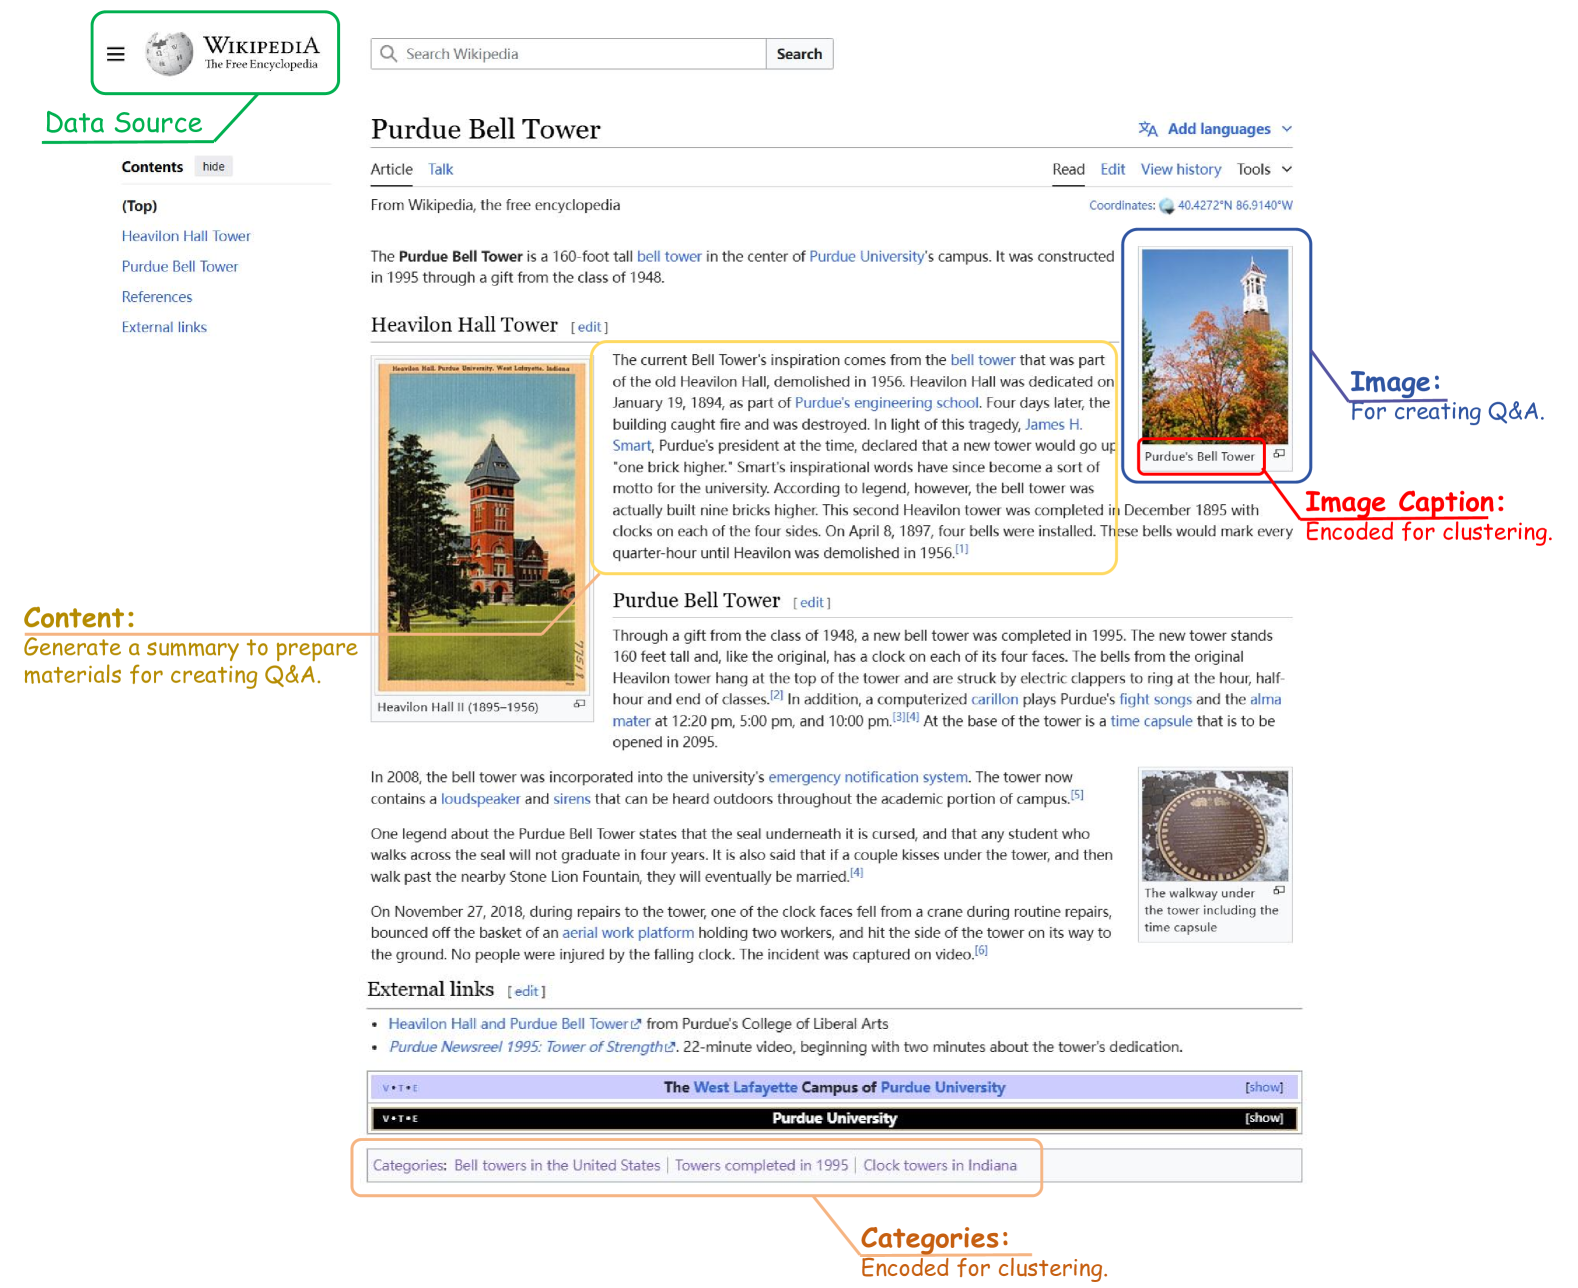 WIKIPEDIA
The Free Encyclopedia
Search Wikipedia
Search
Data Source
Purdue Bell Tower
Add languages
Contents hide
Article Talk
Read Edit View history Tools
(Top)
Heavilon Hall Tower
Purdue Bell Tower
References
External links
From Wikipedia, the free encyclopedia
Coordinates: 40.4272°N 86.9140°W
The Purdue Bell Tower is a 160-foot tall bell tower in the center of Purdue University's campus. It was constructed
in 1995 through a gift from the class of 1948.
Heavilon Hall Tower [ edit ]
Heavilon Hall, Purdue University, West Lafayette, Indiana
775/8
Heavilon Hall II (1895–1956)
The current Bell Tower's inspiration comes from the bell tower that was part
of the old Heavilon Hall, demolished in 1956. Heavilon Hall was dedicated on
January 19, 1894, as part of Purdue's engineering school. Four days later, the
building caught fire and was destroyed. In light of this tragedy, James H.
Smart, Purdue's president at the time, declared that a new tower would go up
"one brick higher." Smart's inspirational words have since become a sort of
motto for the university. According to legend, however, the bell tower was
actually built nine bricks higher. This second Heavilon tower was completed in December 1895 with
clocks on each of the four sides. On April 8, 1897, four bells were installed. These bells would mark every
quarter-hour until Heavilon was demolished in 1956.[1]
Purdue's Bell Tower
Image:
For creating Q&A.
Image Caption:
Encoded for clustering.
Content:
Generate a summary to prepare
materials for creating Q&A.
Purdue Bell Tower [ edit ]
Through a gift from the class of 1948, a new bell tower was completed in 1995. The new tower stands
160 feet tall and, like the original, has a clock on each of its four faces. The bells from the original
Heavilon tower hang at the top of the tower and are struck by electric clappers to ring at the hour, half-
hour and end of classes.[2] In addition, a computerized carillon plays Purdue's fight songs and the alma
mater at 12:20 pm, 5:00 pm, and 10:00 pm.[3][4] At the base of the tower is a time capsule that is to be
opened in 2095.
In 2008, the bell tower was incorporated into the university's emergency notification system. The tower now
contains a loudspeaker and sirens that can be heard outdoors throughout the academic portion of campus.[5]
One legend about the Purdue Bell Tower states that the seal underneath it is cursed, and that any student who
walks across the seal will not graduate in four years. It is also said that if a couple kisses under the tower, and then
walk past the nearby Stone Lion Fountain, they will eventually be married.[4]
On November 27, 2018, during repairs to the tower, one of the clock faces fell from a crane during routine repairs,
bounced off the basket of an aerial work platform holding two workers, and hit the side of the tower on its way to
the ground. No people were injured by the falling clock. The incident was captured on video.[6]
The walkway under
the tower including the
time capsule
External links [ edit ]
• Heavilon Hall and Purdue Bell Tower from Purdue's College of Liberal Arts
• Purdue Newsreel 1995: Tower of Strength. 22-minute video, beginning with two minutes about the tower's dedication.
V•T•E The West Lafayette Campus of Purdue University [show]
V•T•E Purdue University [show]
Categories: Bell towers in the United States | Towers completed in 1995 | Clock towers in Indiana
Categories:
Encoded for clustering.